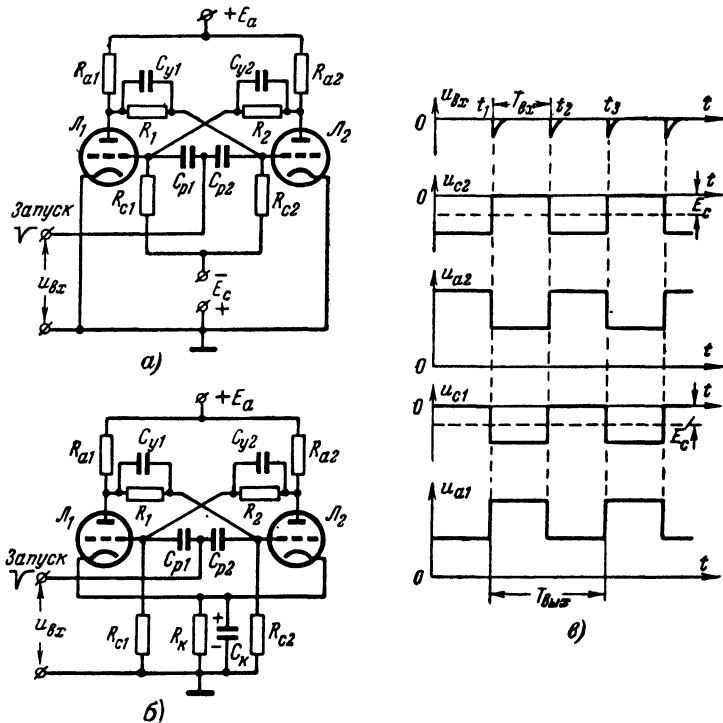 +Eа
Rа1
Cу1
Cу2
Rа2
R1
R2
Л1
Л2
Cр1
Cр2
Rс1
Rс2
Запуск
uвх
−
Eс
+
а)
+Eа
Rа1
Cу1
Cу2
Rа2
R1
R2
Л1
Л2
Cр1
Cр2
Запуск
uвх
Rс1
Rк
+
−
Cк
Rс2
б)
uвх
t1
Tвх
t2
t3
t
0
uс2
t
0
Eс
uа2
t
0
uс1
t
0
Eс
uа1
t
0
Tвых
в)